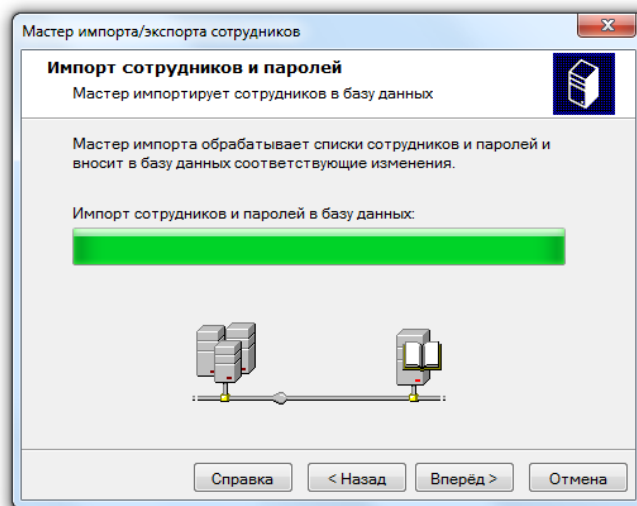 Мастер импорта/экспорта сотрудников
Импорт сотрудников и паролей
Мастер импортирует сотрудников в базу данных
Мастер импорта обрабатывает списки сотрудников и паролей и
вносит в базу данных соответствующие изменения.
Импорт сотрудников и паролей в базу данных:
Справка
< Назад
Вперёд >
Отмена